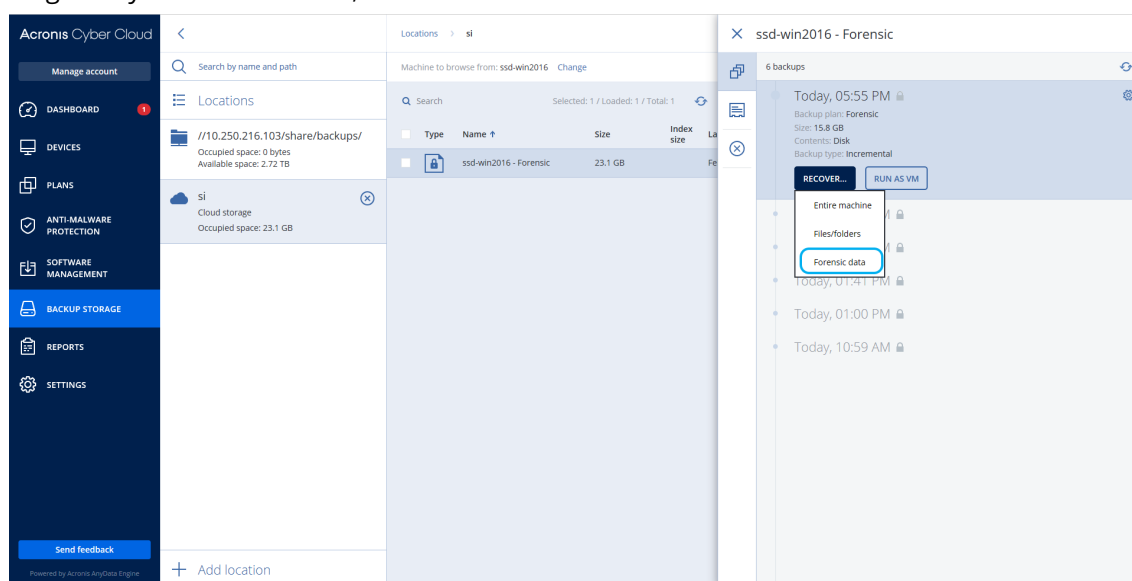 Acronis Cyber Cloud
Manage account
DASHBOARD
1
DEVICES
PLANS
ANTI-MALWARE
PROTECTION
SOFTWARE
MANAGEMENT
BACKUP STORAGE
REPORTS
SETTINGS
Send feedback
Powered by Acronis AnyData Engine
Search by name and path
Locations
//10.250.216.103/share/backups/
Occupied space: 0 bytes
Available space: 2.72 TB
si
Cloud storage
Occupied space: 23.1 GB
Add location
Locations > si
Machine to browse from: ssd-win2016 Change
Search Selected: 1 / Loaded: 1 / Total: 1
Type Name ↑ Size Index size La
ssd-win2016 - Forensic 23.1 GB Fe
ssd-win2016 - Forensic
6 backups
Today, 05:55 PM
Backup plan: Forensic
Size: 15.8 GB
Contents: Disk
Backup type: Incremental
RECOVER... RUN AS VM
Entire machine
Files/folders
Forensic data
Today, 01:41 PM
Today, 01:00 PM
Today, 10:59 AM